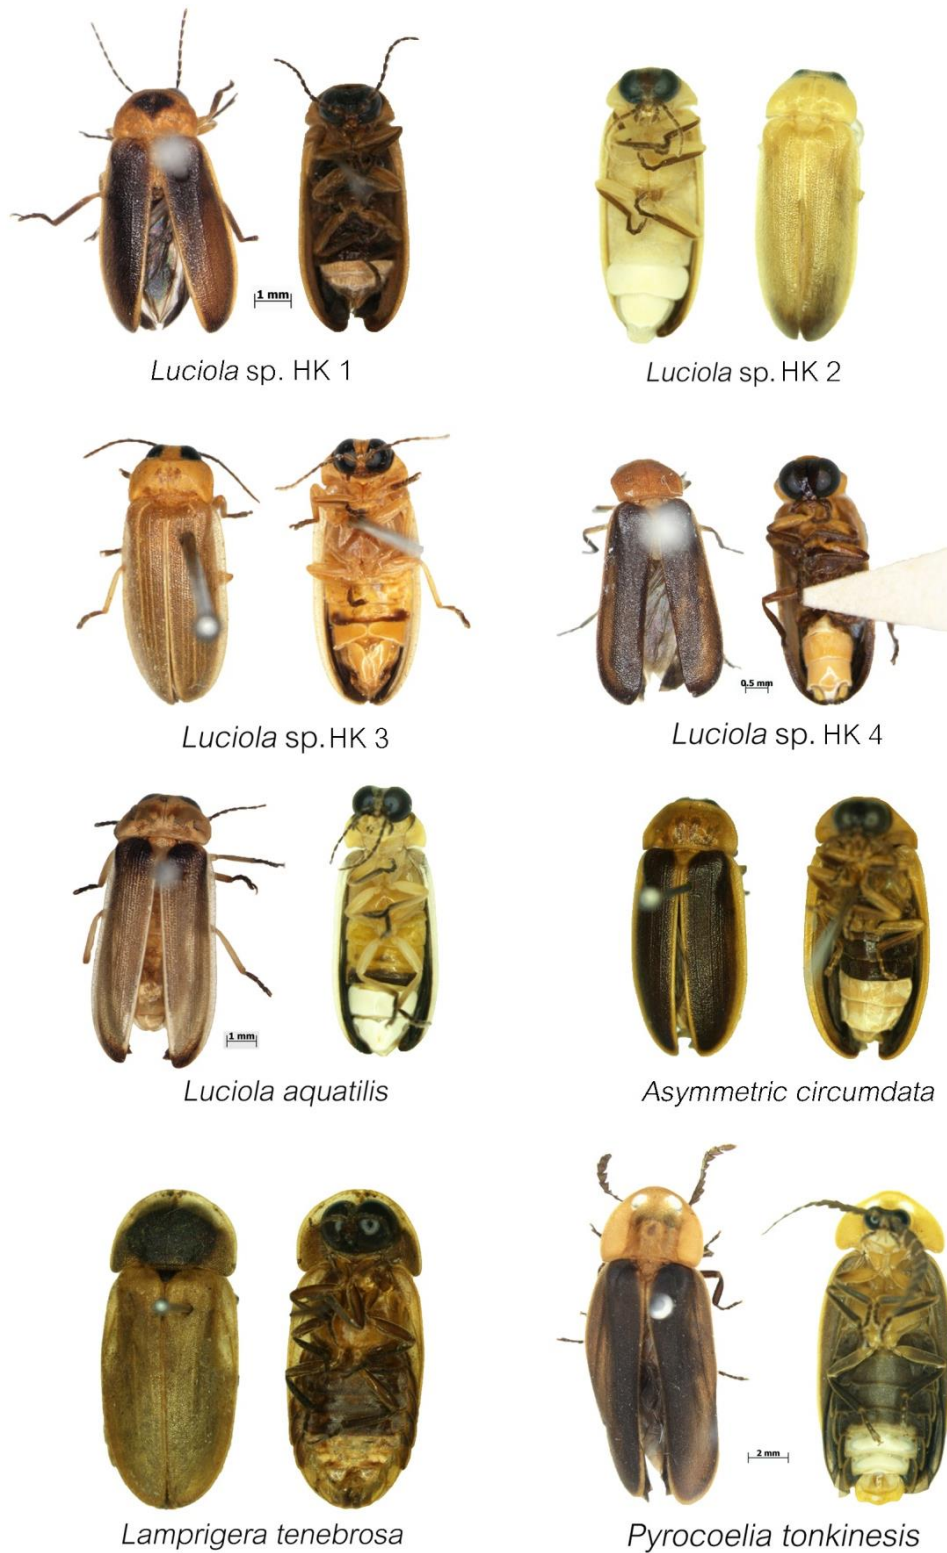 1 mm
Luciola sp. HK 1
Luciola sp. HK 2
0.5 mm
Luciola sp. HK 3
Luciola sp. HK 4
1 mm
Luciola aquatilis
Asymmetric circumdata
2 mm
Lamprigera tenebrosa
Pyrocoelia tonkinesis